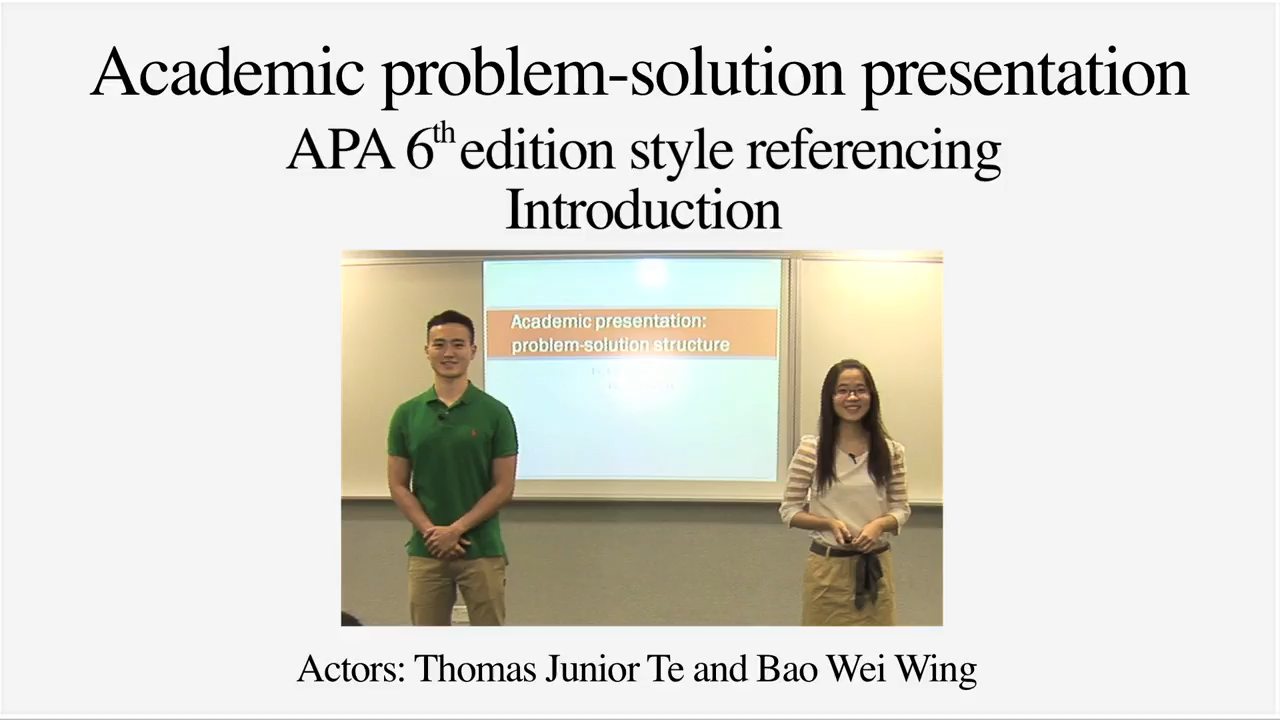 Academic problem-solution presentation
APA 6th edition style referencing
Introduction
Academic presentation:
problem-solution structure
Actors: Thomas Junior Te and Bao Wei Wing